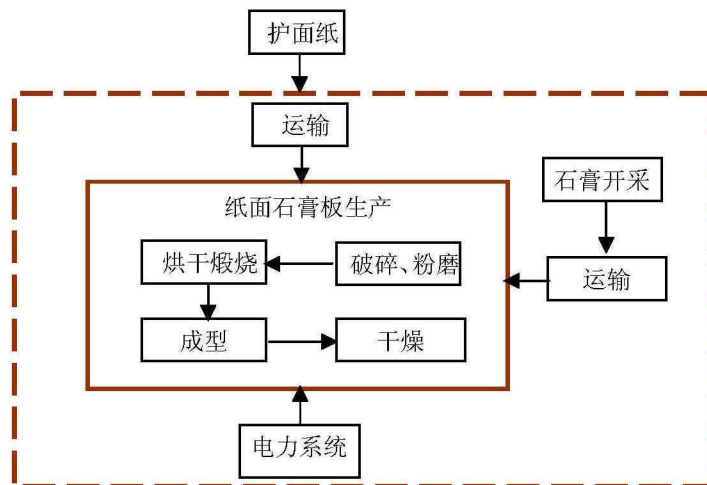 护面纸
运输
石膏开采
纸面石膏板生产
烘干煅烧
破碎、粉磨
运输
成型
干燥
电力系统